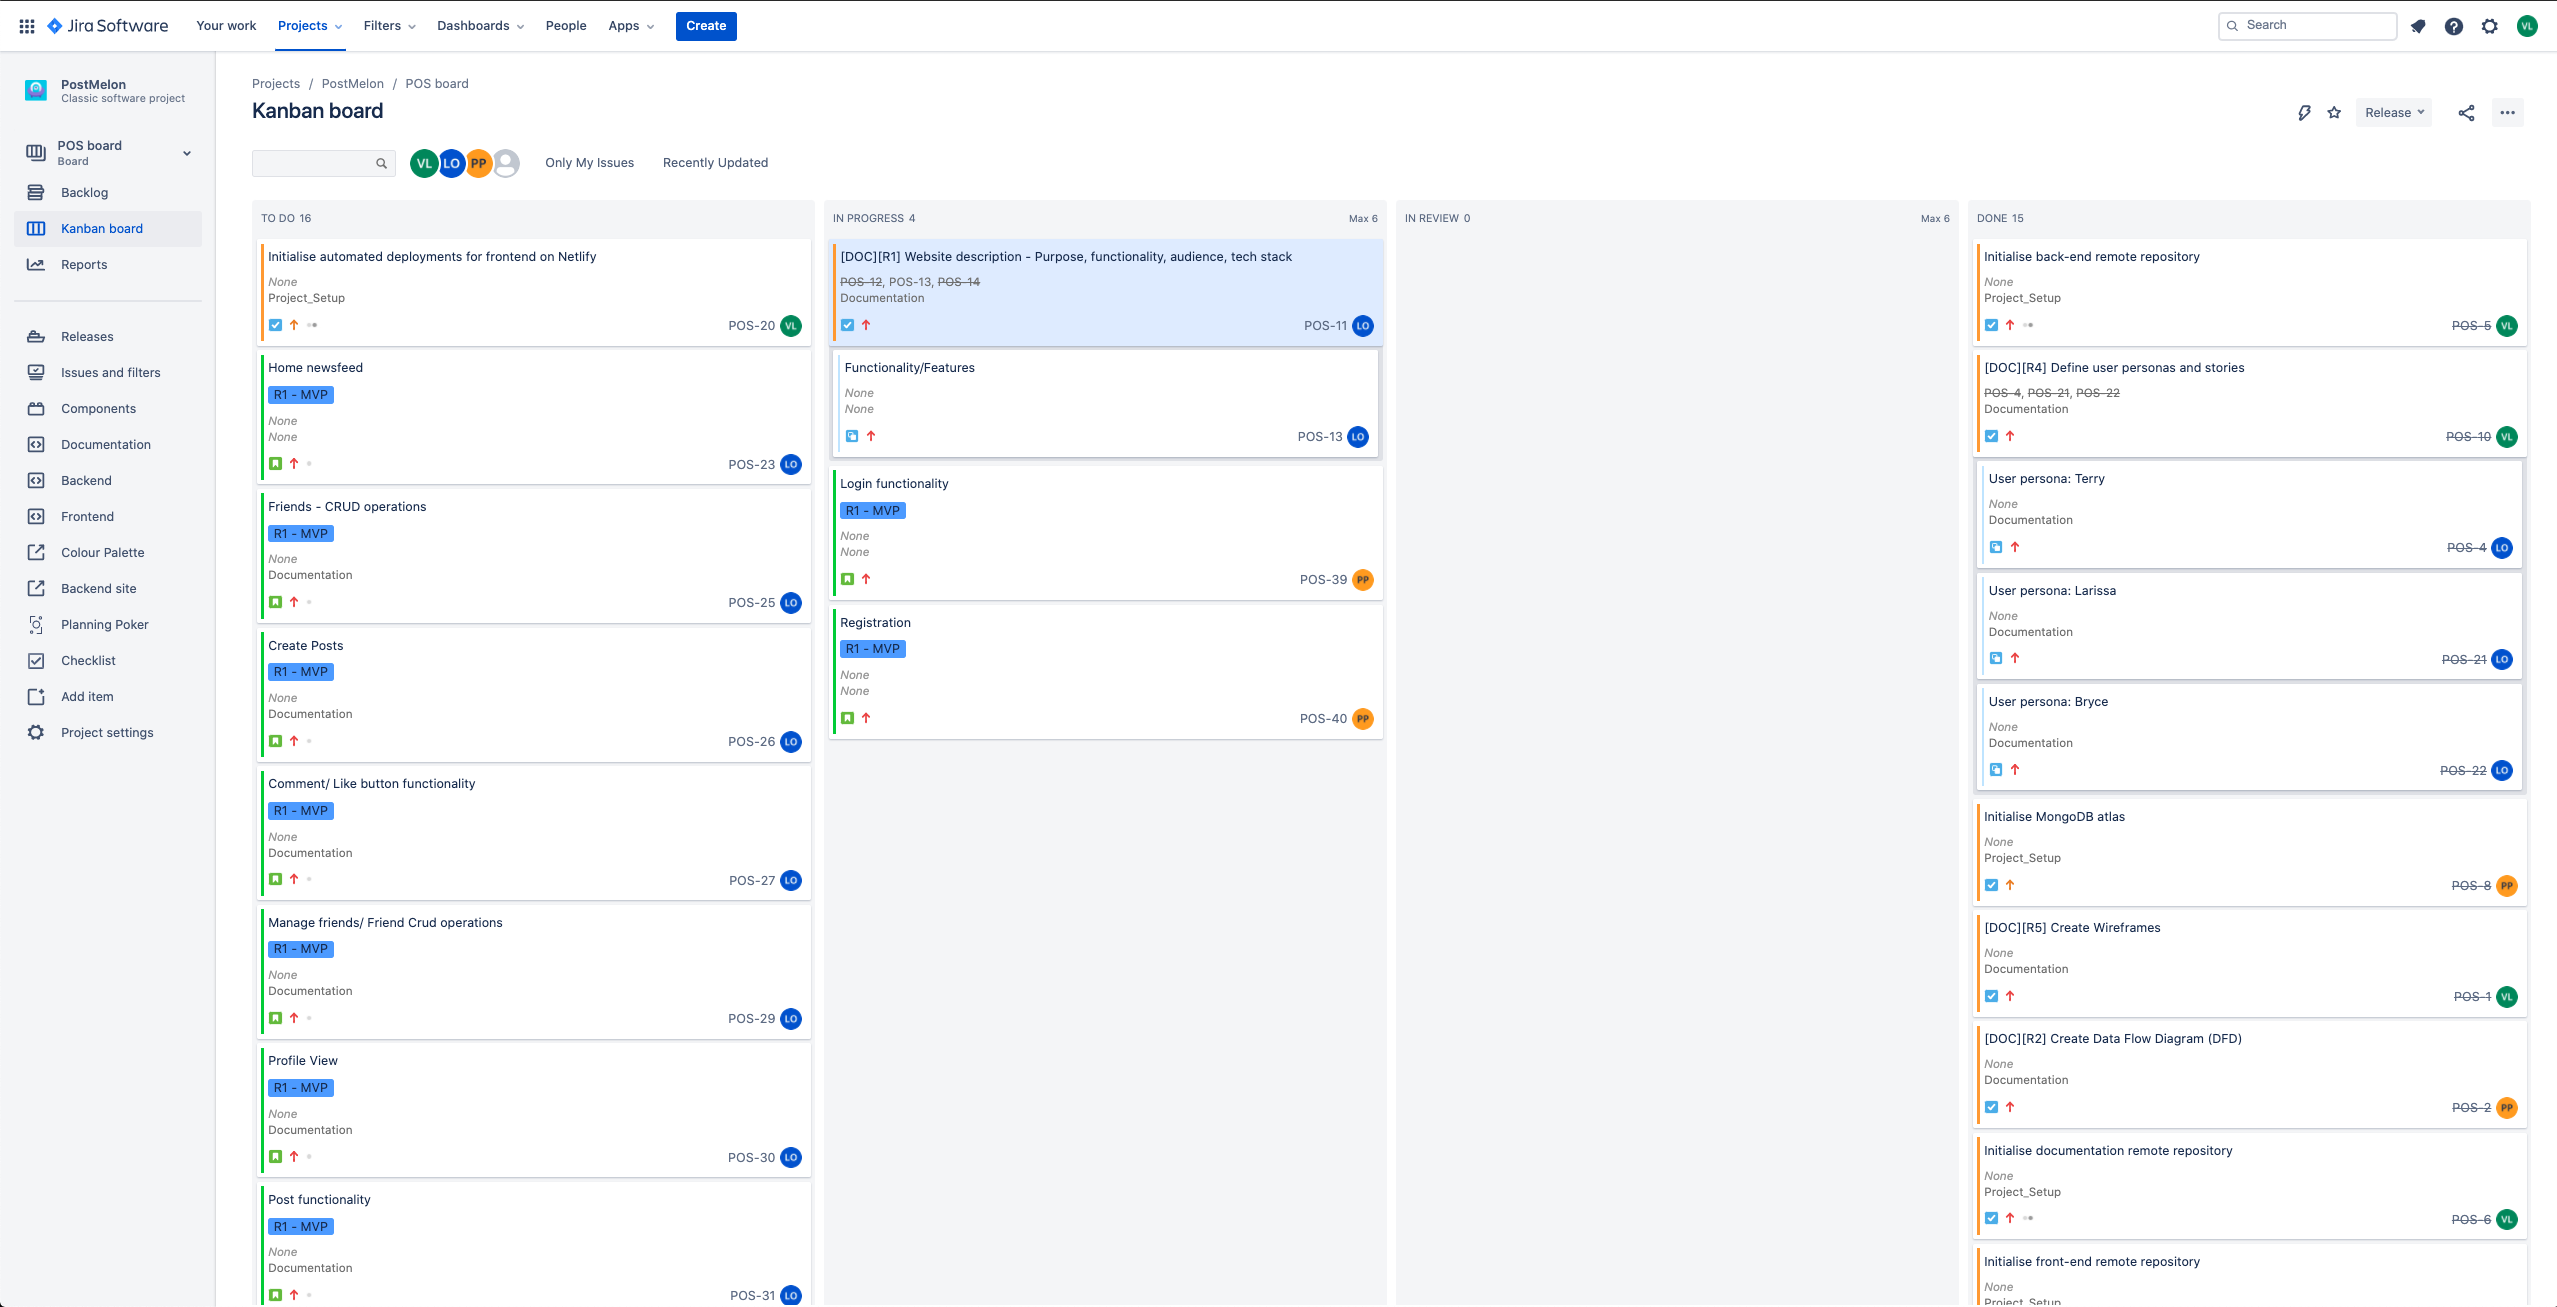 Jira Software
Your work
Projects
Filters
Dashboards
People
Apps
Create
Search
VL
PostMelon
Classic software project
POS board
Board
Backlog
Kanban board
Reports
Releases
Issues and filters
Components
Documentation
Backend
Frontend
Colour Palette
Backend site
Planning Poker
Checklist
Add item
Project settings
Projects / PostMelon / POS board
Kanban board
Release
VL LO PP
Only My Issues
Recently Updated
TO DO 16
Initialise automated deployments for frontend on Netlify
None
Project_Setup
POS-20 VL
Home newsfeed
R1 - MVP
None
None
POS-23 LO
Friends - CRUD operations
R1 - MVP
None
Documentation
POS-25 LO
Create Posts
R1 - MVP
None
Documentation
POS-26 LO
Comment/ Like button functionality
R1 - MVP
None
Documentation
POS-27 LO
Manage friends/ Friend Crud operations
R1 - MVP
None
Documentation
POS-29 LO
Profile View
R1 - MVP
None
Documentation
POS-30 LO
Post functionality
R1 - MVP
None
Documentation
POS-31 LO
IN PROGRESS 4 Max 6
[DOC][R1] Website description - Purpose, functionality, audience, tech stack
POS-12, POS-13, POS-14
Documentation
POS-11 LO
Functionality/Features
None
None
POS-13 LO
Login functionality
R1 - MVP
None
None
POS-39 PP
Registration
R1 - MVP
None
None
POS-40 PP
IN REVIEW 0 Max 6
DONE 15
Initialise back-end remote repository
None
Project_Setup
POS-5 VL
[DOC][R4] Define user personas and stories
POS-4, POS-21, POS-22
Documentation
POS-10 VL
User persona: Terry
None
Documentation
POS-4 LO
User persona: Larissa
None
Documentation
POS-21 LO
User persona: Bryce
None
Documentation
POS-22 LO
Initialise MongoDB atlas
None
Project_Setup
POS-8 PP
[DOC][R5] Create Wireframes
None
Documentation
POS-1 VL
[DOC][R2] Create Data Flow Diagram (DFD)
None
Documentation
POS-2 PP
Initialise documentation remote repository
None
Project_Setup
POS-6 VL
Initialise front-end remote repository
None
Project_Setup